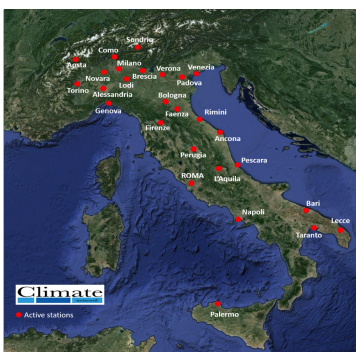 Sondrio
Como
Aosta
Milano
Verona
Venezia
Novara
Brescia
Padova
Torino
Lodi
Alessandria
Bologna
Genova
Faenza
Rimini
Firenze
Ancona
Perugia
Pescara
ROMA
L'Aquila
Napoli
Bari
Lecce
Taranto
Climate
Active stations
Palermo